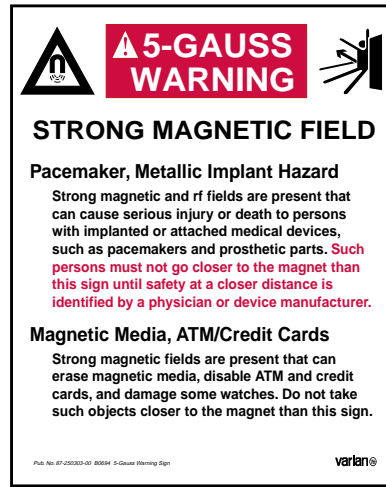 5-GAUSS
WARNING
STRONG MAGNETIC FIELD
Pacemaker, Metallic Implant Hazard
Strong magnetic and rf fields are present that
can cause serious injury or death to persons
with implanted or attached medical devices,
such as pacemakers and prosthetic parts. Such
persons must not go closer to the magnet than
this sign until safety at a closer distance is
identified by a physician or device manufacturer.
Magnetic Media, ATM/Credit Cards
Strong magnetic fields are present that can
erase magnetic media, disable ATM and credit
cards, and damage some watches. Do not take
such objects closer to the magnet than this sign.
Pub. No. 87-250303-00 B0694 5-Gauss Warning Sign
varian